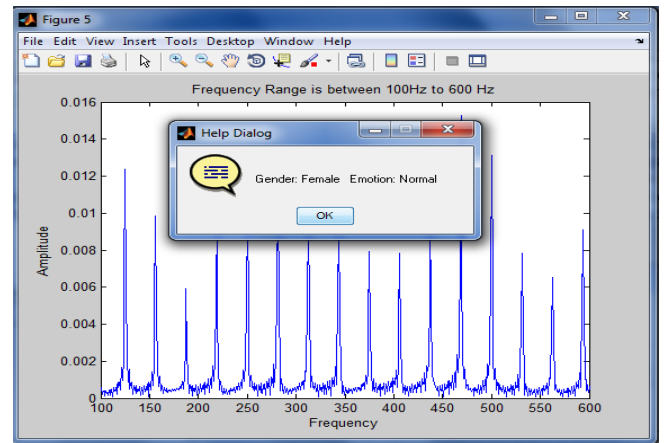 Figure 5
File Edit View Insert Tools Desktop Window Help
Frequency Range is between 100Hz to 600 Hz
0.016
0.014
Help Dialog
0.012
Gender: Female Emotion: Normal
0.01
OK
Amplitude
0.008
0.006
0.004
0.002
0
100 150 200 250 300 350 400 450 500 550 600
Frequency